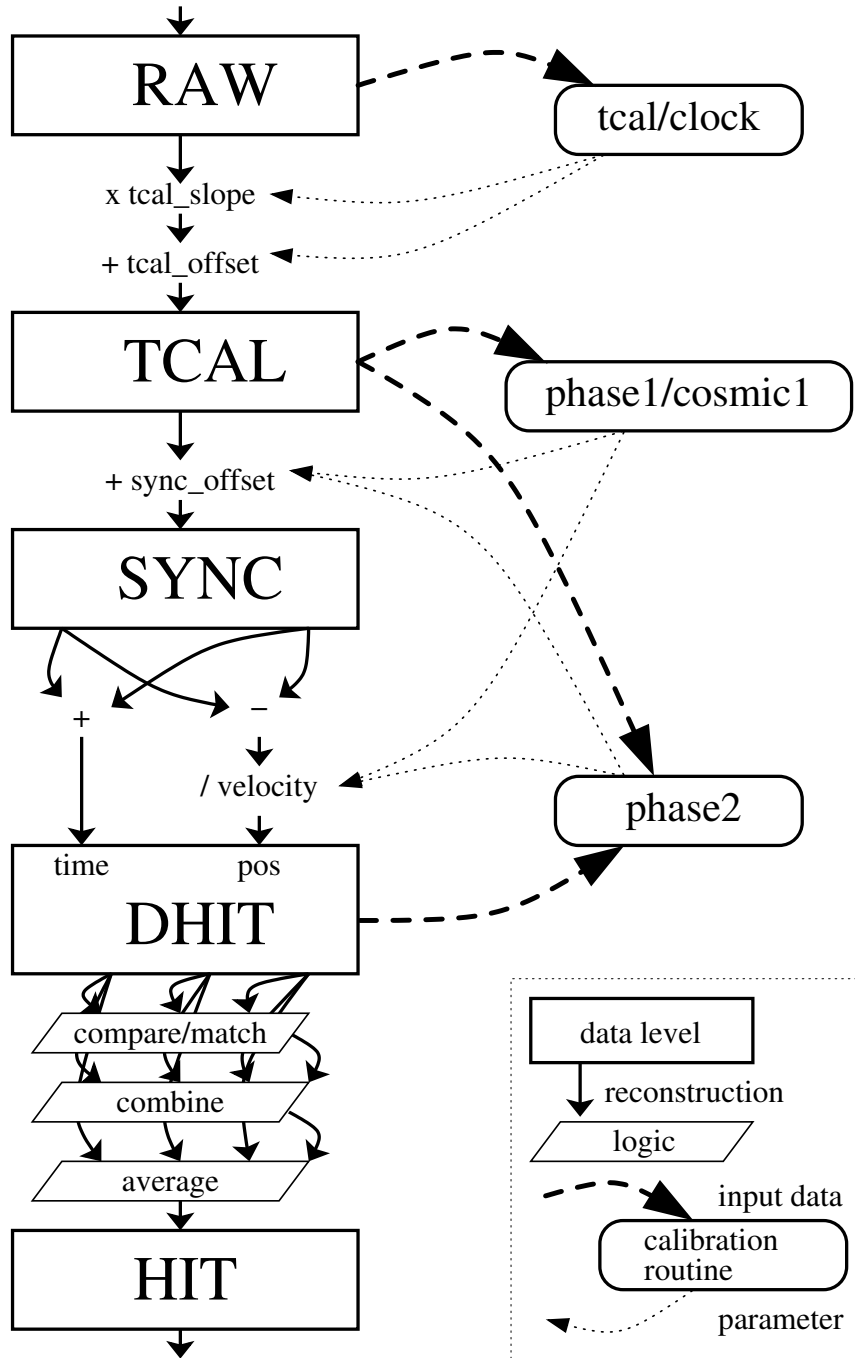 RAW
tcal/clock
x tcal_slope
+ tcal_offset
TCAL
phase1/cosmic1
+ sync_offset
SYNC
+
−
/ velocity
phase2
time
pos
DHIT
compare/match
combine
average
HIT
data level
reconstruction
logic
input data
calibration
routine
parameter